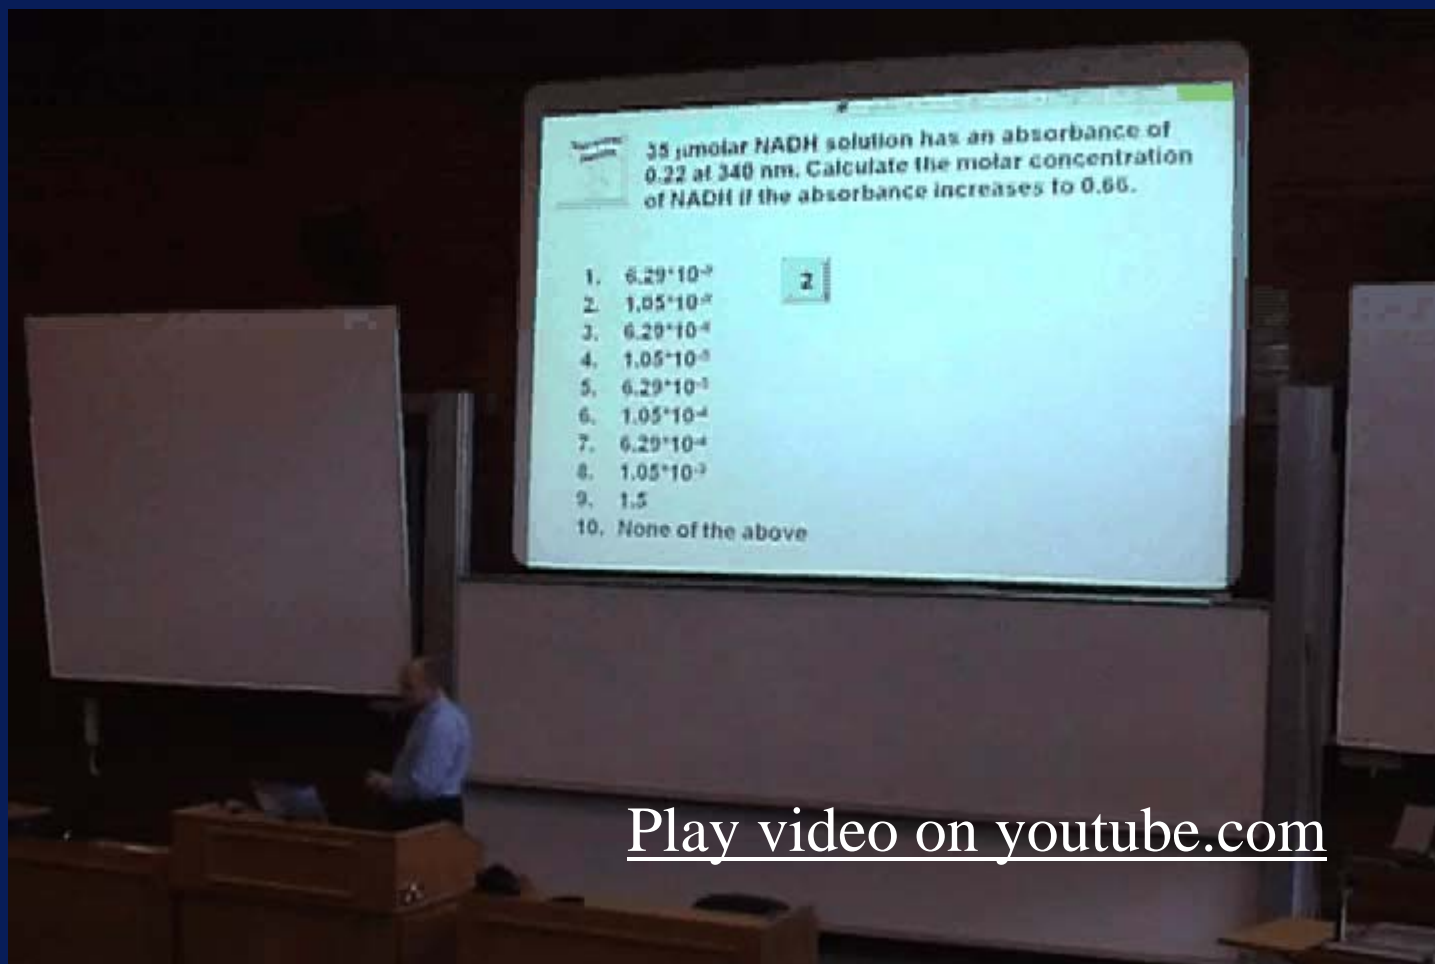 35 µmolar NADH solution has an absorbance of
0.22 at 340 nm. Calculate the molar concentration
of NADH if the absorbance increases to 0.66.
1. 6.29*10
2. 1.05*10
3. 6.29*10
4. 1.05*10
5. 6.29*10
6. 1.05*10-4
7. 6.29*10-4
8. 1.05*10-3
9. 1.5
10. None of the above
2
Play video on youtube.com